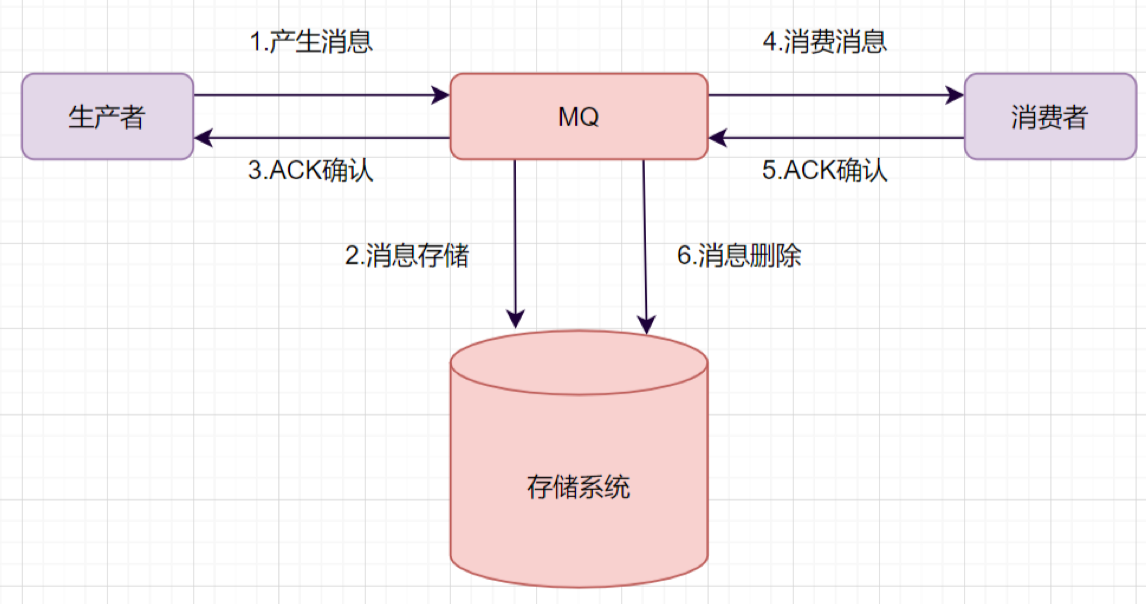 1.产生消息
4.消费消息
生产者
MQ
消费者
3.ACK确认
5.ACK确认
2.消息存储
6.消息删除
存储系统